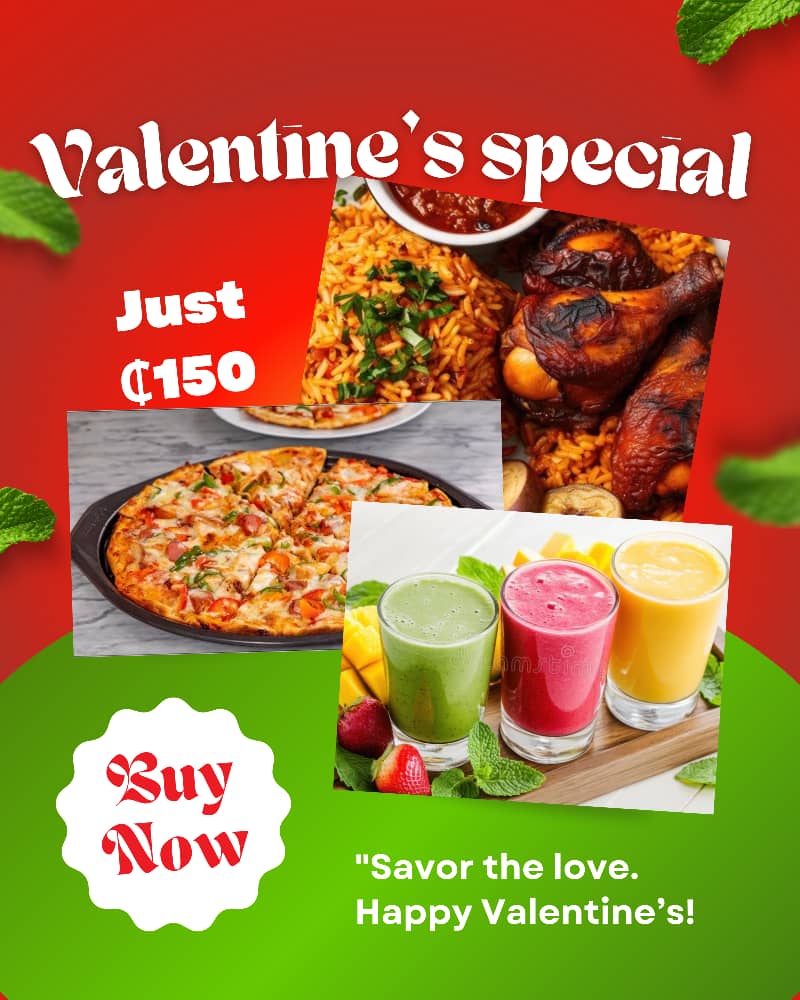 Valentine's special
Just
₵150
Buy
Now
"Savor the love.
Happy Valentine's!